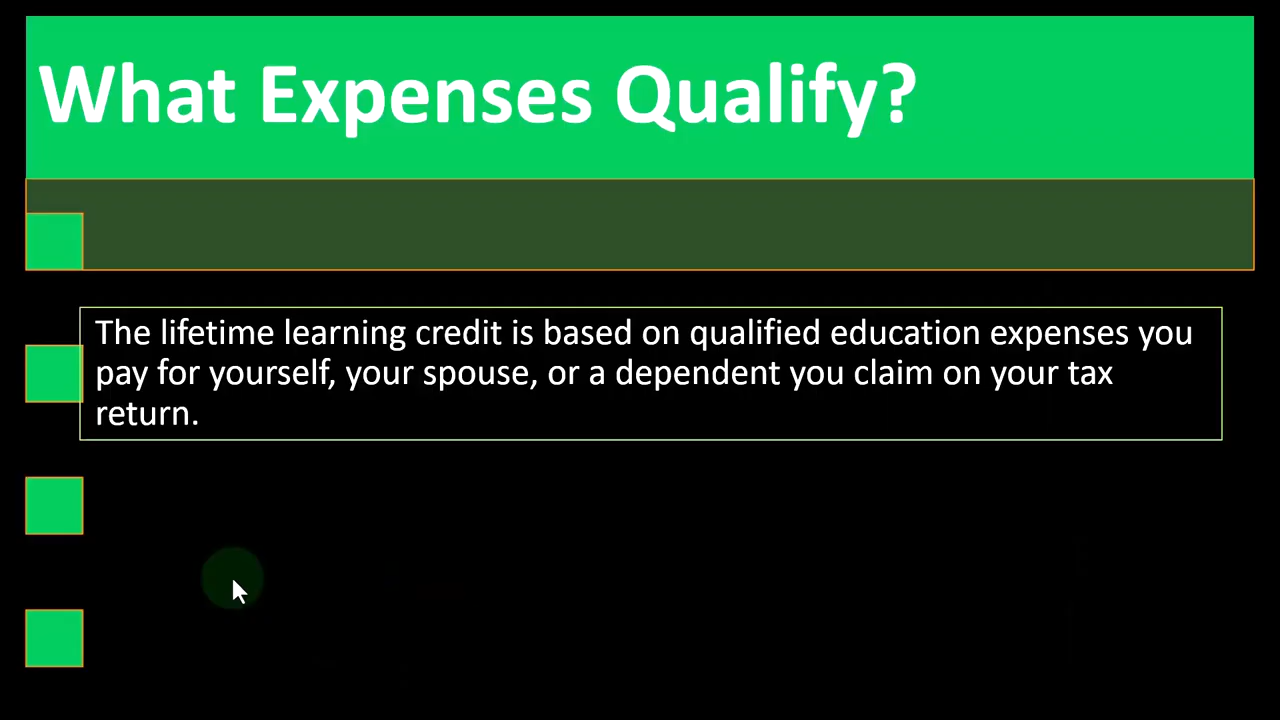 What Expenses Qualify?
The lifetime learning credit is based on qualified education expenses you
pay for yourself, your spouse, or a dependent you claim on your tax
return.